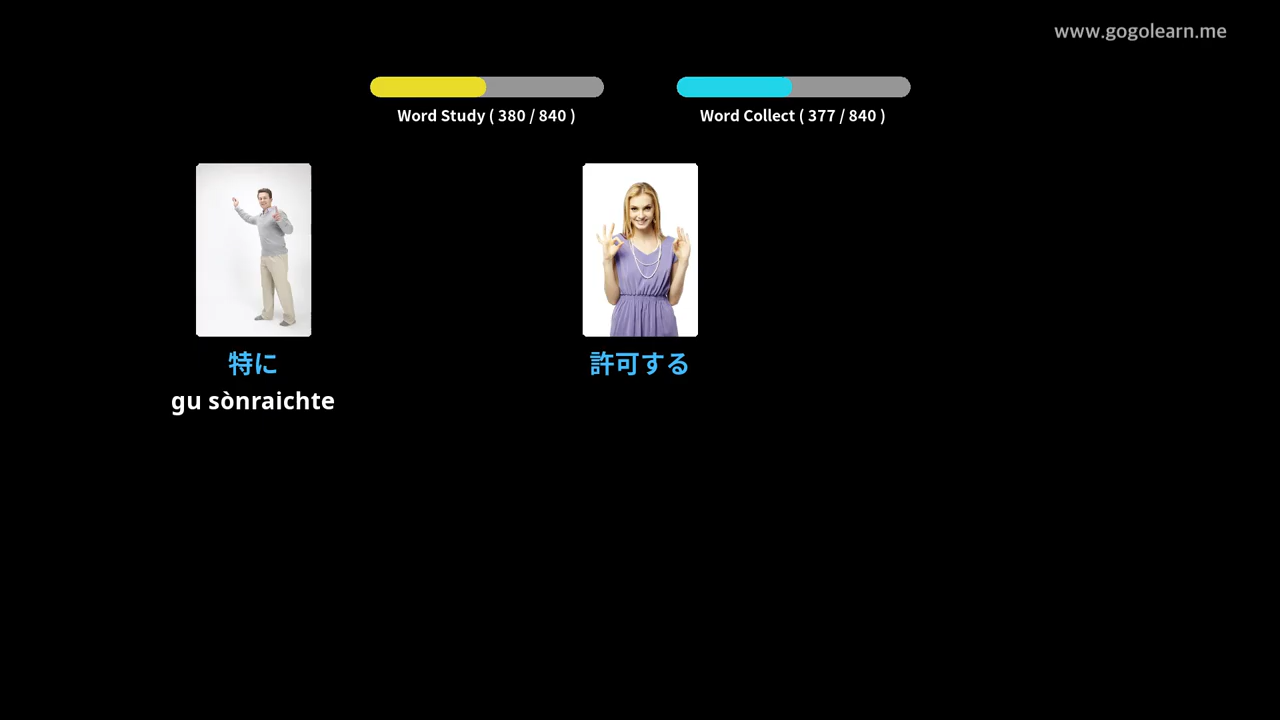 www.gogolearn.me
Word Study ( 380 / 840 )
Word Collect ( 377 / 840 )
特に
許可する
gu sònraichte